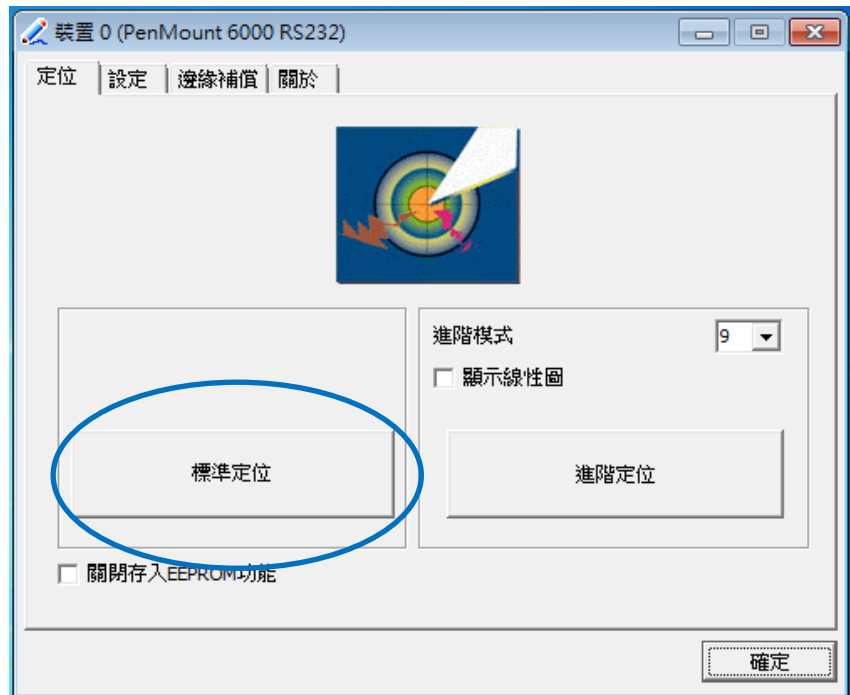 裝置 0 (PenMount 6000 RS232)
定位 設定 邊緣補償 關於
進階模式 9
顯示線性圖
標準定位 進階定位
關閉存入EEPROM功能
確定